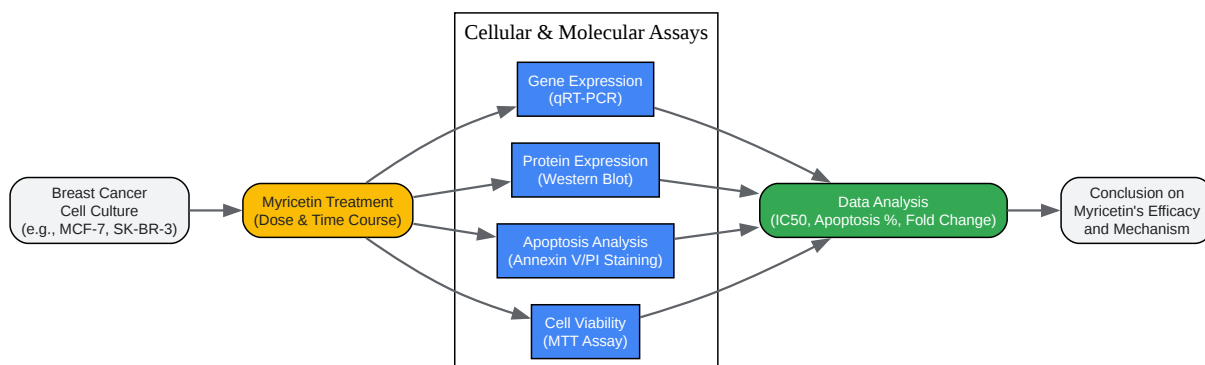 Cellular & Molecular Assays
Breast Cancer
Cell Culture
(e.g., MCF-7, SK-BR-3)
Myricetin Treatment
(Dose & Time Course)
Gene Expression
(qRT-PCR)
Protein Expression
(Western Blot)
Apoptosis Analysis
(Annexin V/PI Staining)
Cell Viability
(MTT Assay)
Data Analysis
(IC50, Apoptosis %, Fold Change)
Conclusion on
Myricetin's Efficacy
and Mechanism